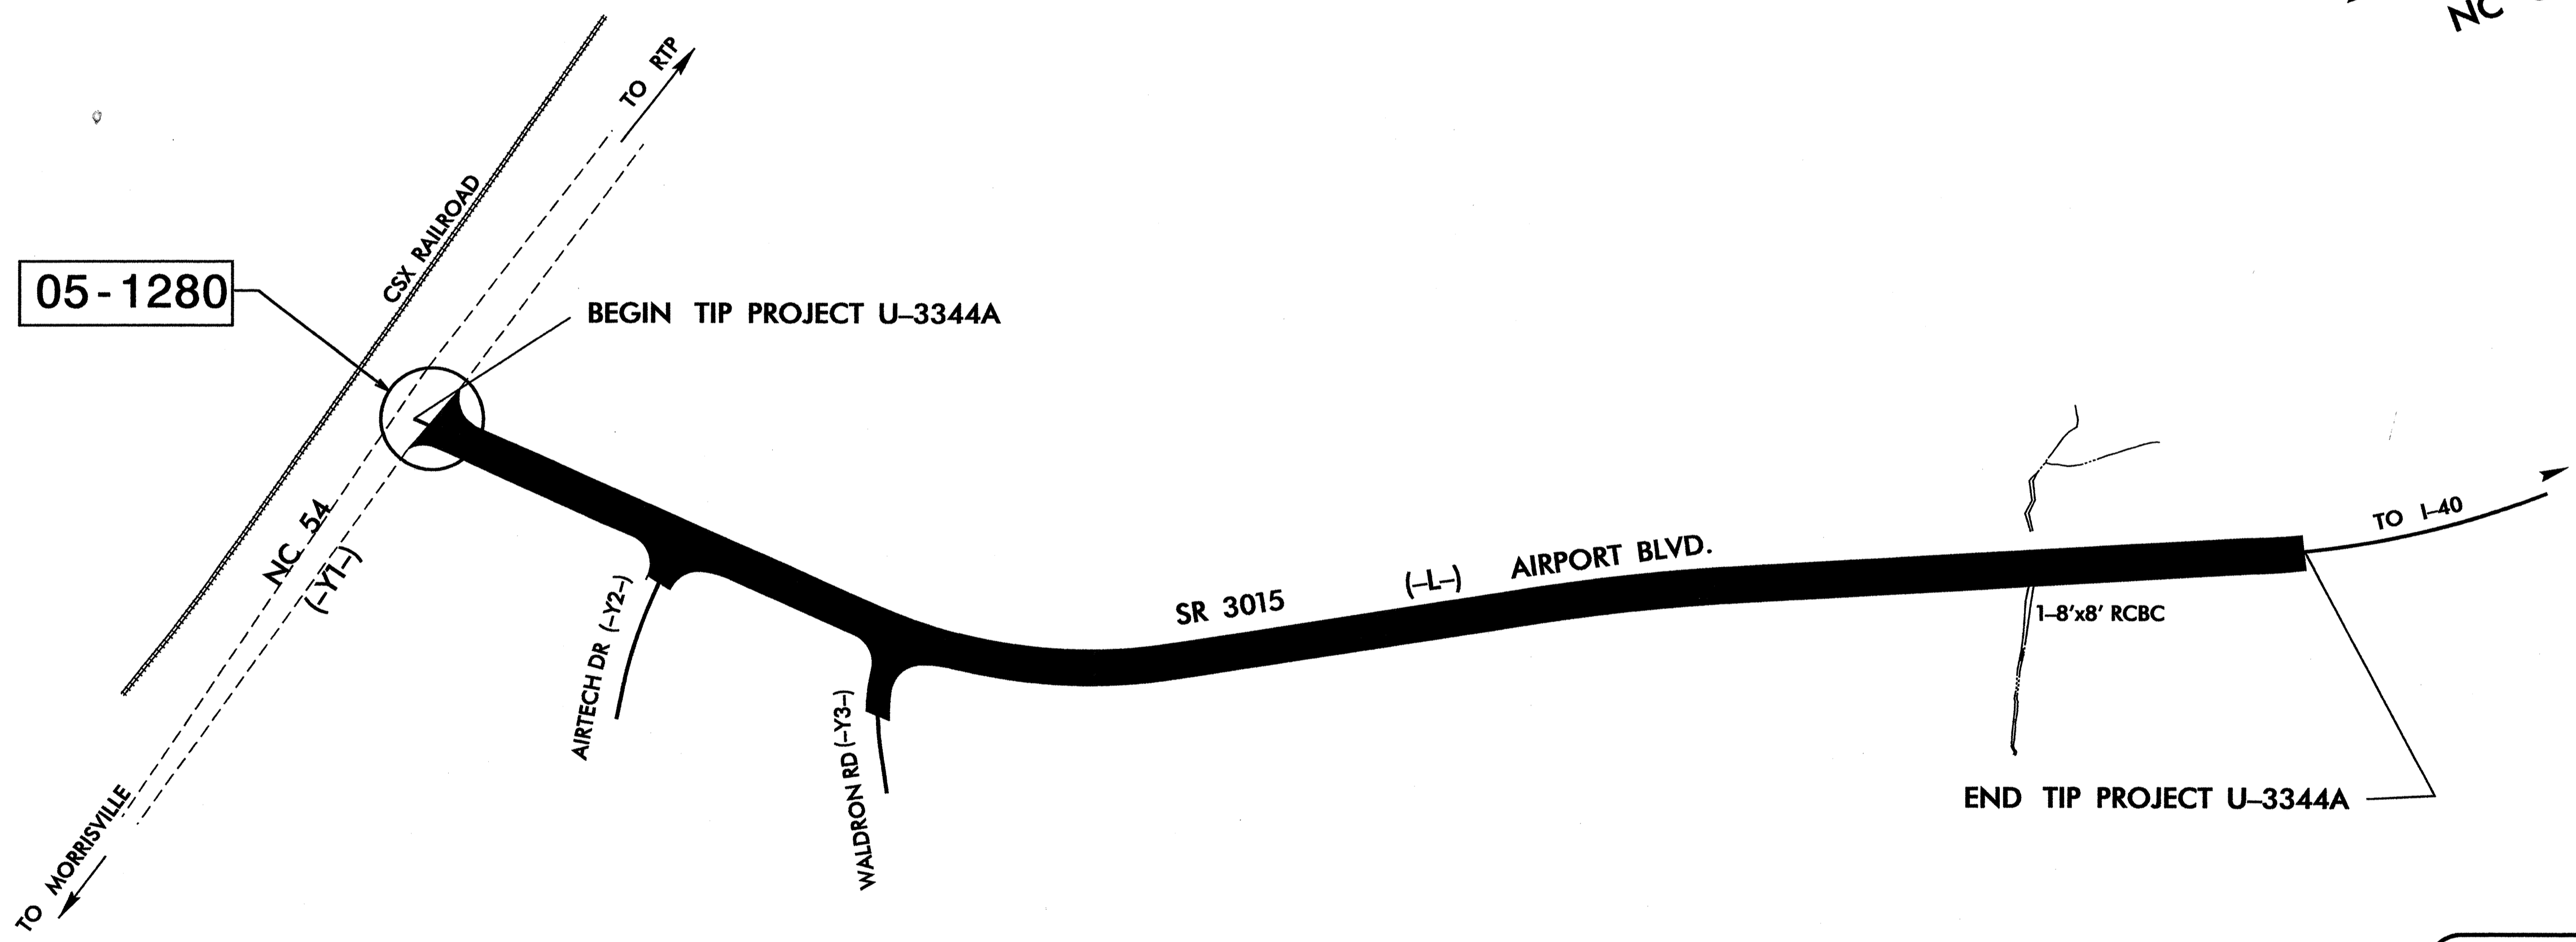 NC
TO RTP
CSX RAILROAD
05-1280
BEGIN TIP PROJECT U-3344A
NC 54
(-Y1-)
TO I-40
AIRPORT BLVD.
(-L-)
SR 3015
1-8'x8' RCBC
AIRTECH DR (-Y2-)
WALDRON RD (-Y3-)
END TIP PROJECT U-3344A
TO MORRISVILLE